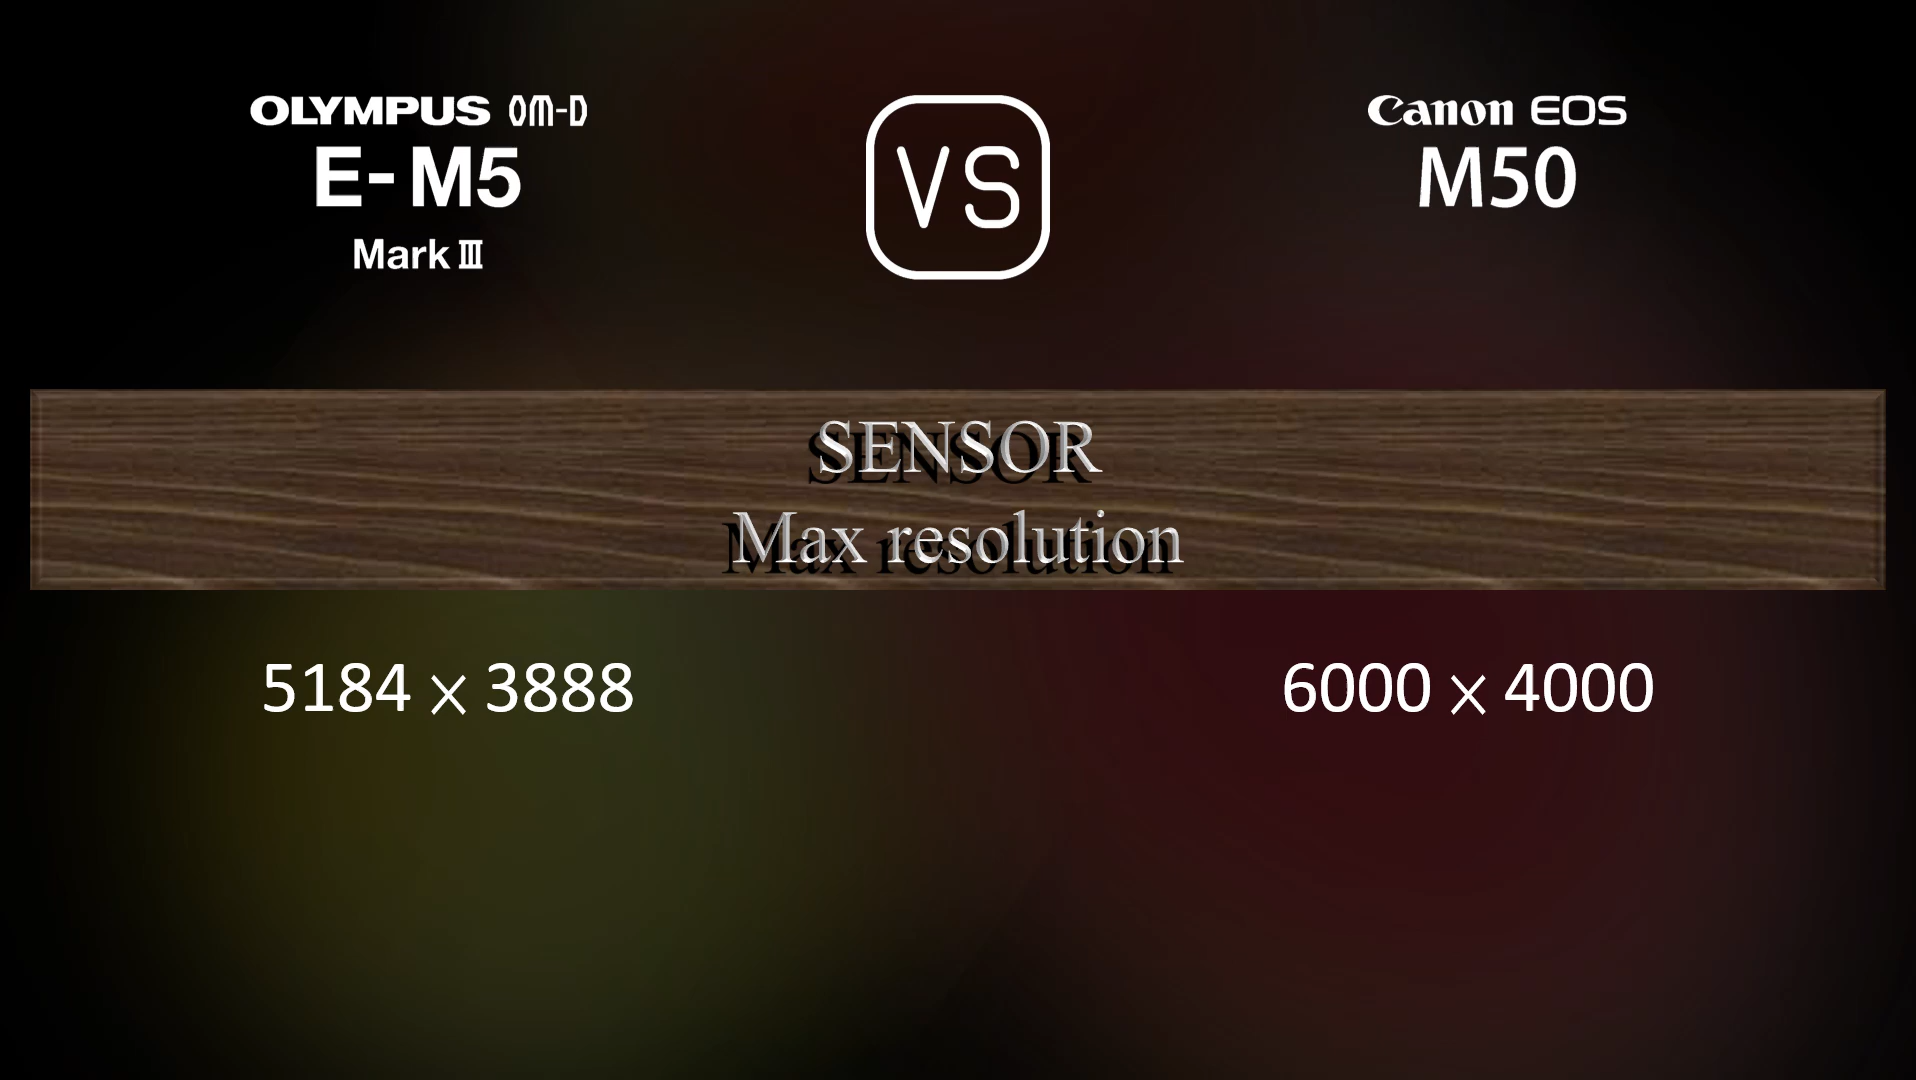 OLYMPUS OM-D
E-M5
Mark III
VS
Canon EOS
M50
SENSOR
Max resolution
5184 x 3888
6000 x 4000